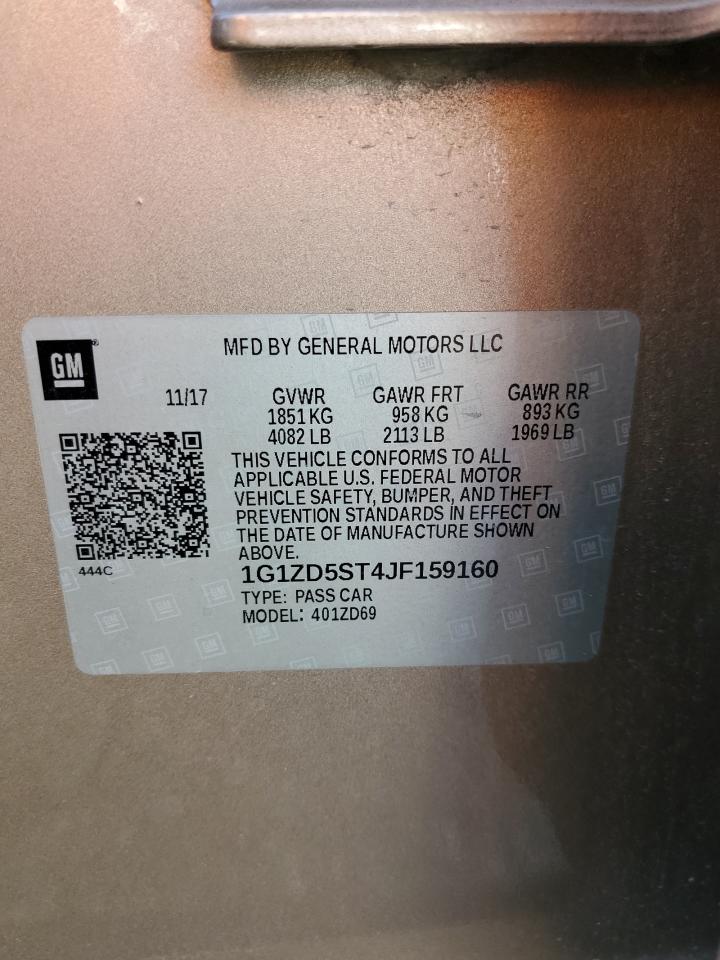 GM
MFD BY GENERAL MOTORS LLC
11/17 GVWR GAWR FRT GAWR RR
1851 KG 958 KG 893 KG
4082 LB 2113 LB 1969 LB
THIS VEHICLE CONFORMS TO ALL
APPLICABLE U.S. FEDERAL MOTOR
VEHICLE SAFETY, BUMPER, AND THEFT
PREVENTION STANDARDS IN EFFECT ON
THE DATE OF MANUFACTURE SHOWN
ABOVE.
444C
1G1ZD5ST4JF159160
TYPE: PASS CAR
MODEL: 401ZD69